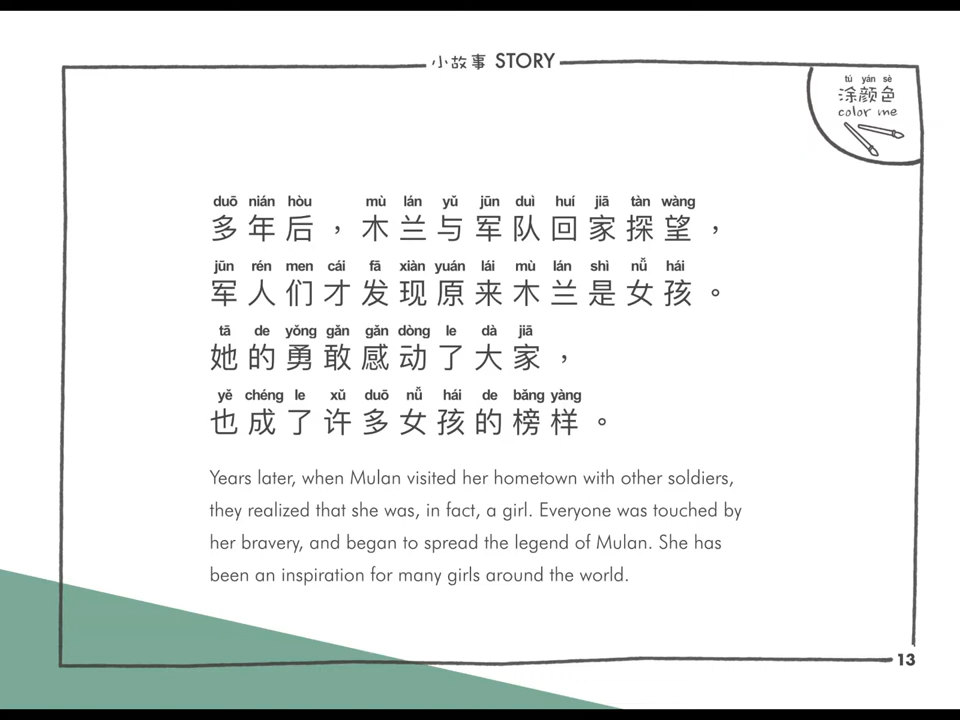 小故事 STORY
tú yán sè
涂颜色
color me
duō nián hòu mù lán yǔ jūn duì huí jiā tàn wàng
多年后，木兰与军队回家探望，
jūn rén men cái fā xiàn yuán lái mù lán shì nǚ hái
军人们才发现原来木兰是女孩。
tā de yǒng gǎn gǎn dòng le dà jiā
她的勇敢感动了大家，
yě chéng le xǔ duō nǚ hái de bǎng yàng
也成了许多女孩的榜样。
Years later, when Mulan visited her hometown with other soldiers,
they realized that she was, in fact, a girl. Everyone was touched by
her bravery, and began to spread the legend of Mulan. She has
been an inspiration for many girls around the world.
13